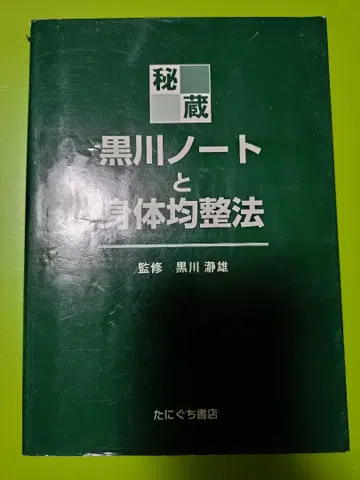 秘
蔵
黒川ノート
と
身体均整法
監修 黒川 瀞雄
たにぐち書店